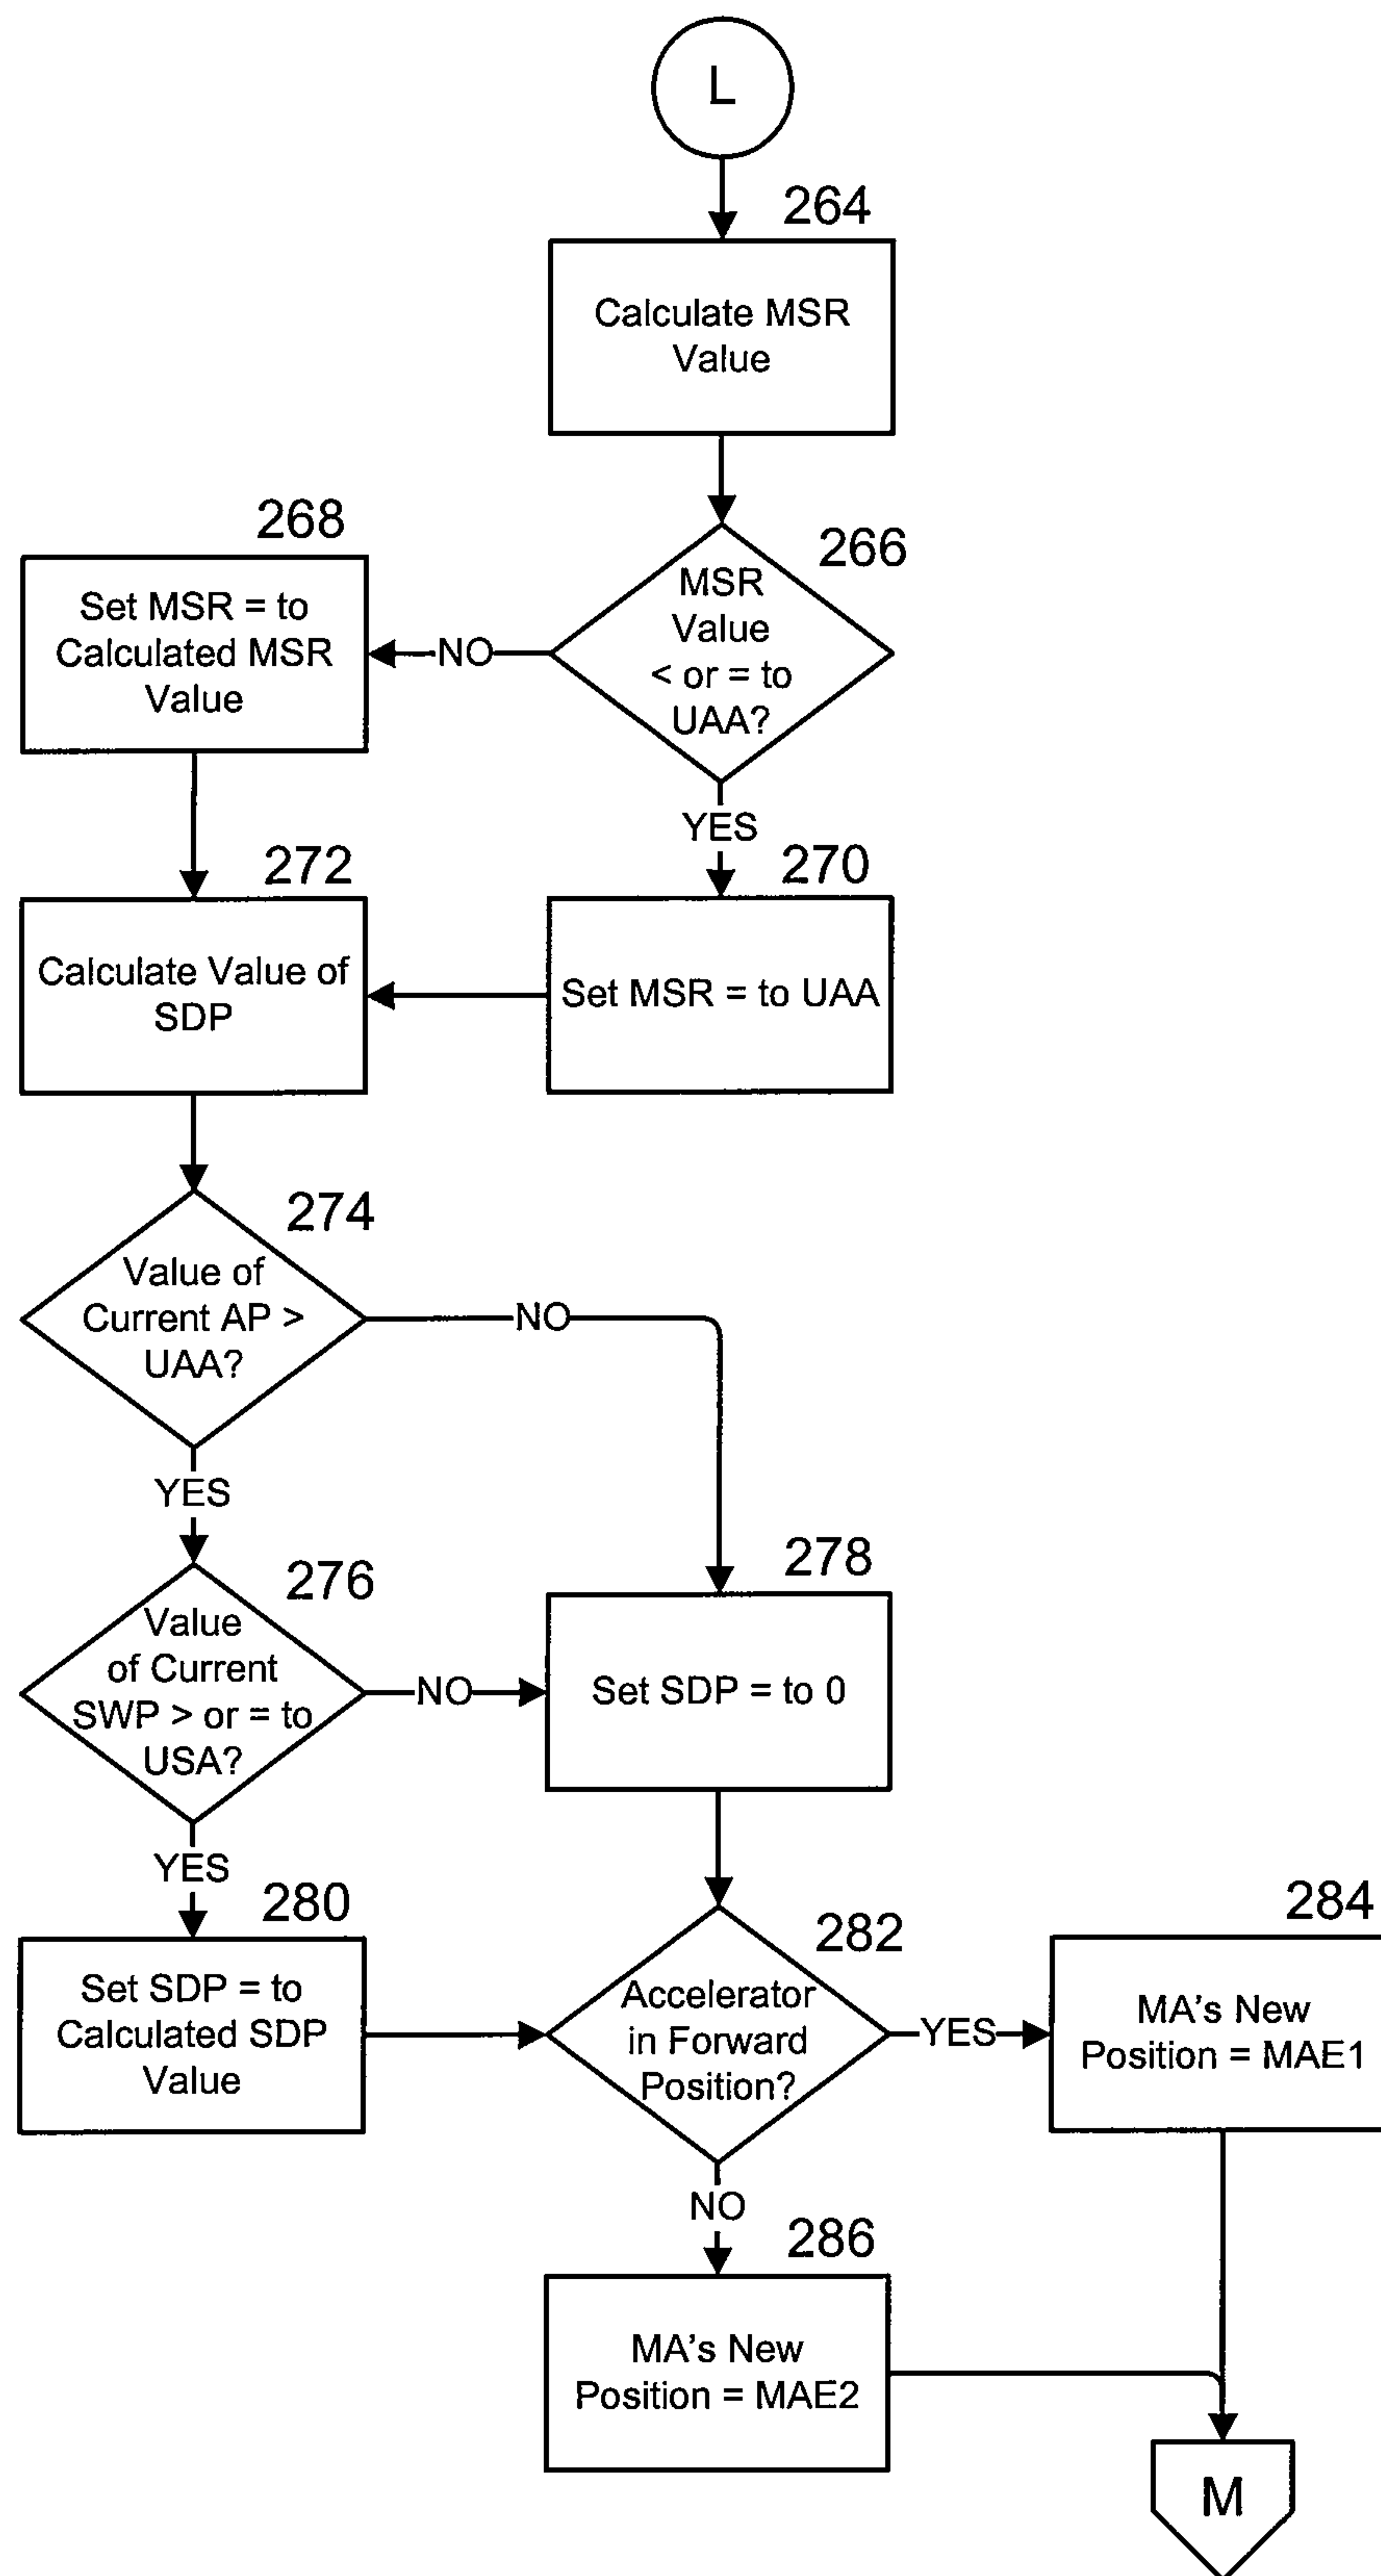 L
264
Calculate MSR
Value
268
Set MSR = to
Calculated MSR
Value
NO
266
MSR
Value
< or = to
UAA?
YES
272
Calculate Value of
SDP
270
Set MSR = to UAA
274
Value of
Current AP >
UAA?
NO
YES
276
Value
of Current
SWP > or = to
USA?
NO
278
Set SDP = to 0
YES
280
Set SDP = to
Calculated SDP
Value
282
Accelerator
in Forward
Position?
YES
284
MA's New
Position = MAE1
NO
286
MA's New
Position = MAE2
M